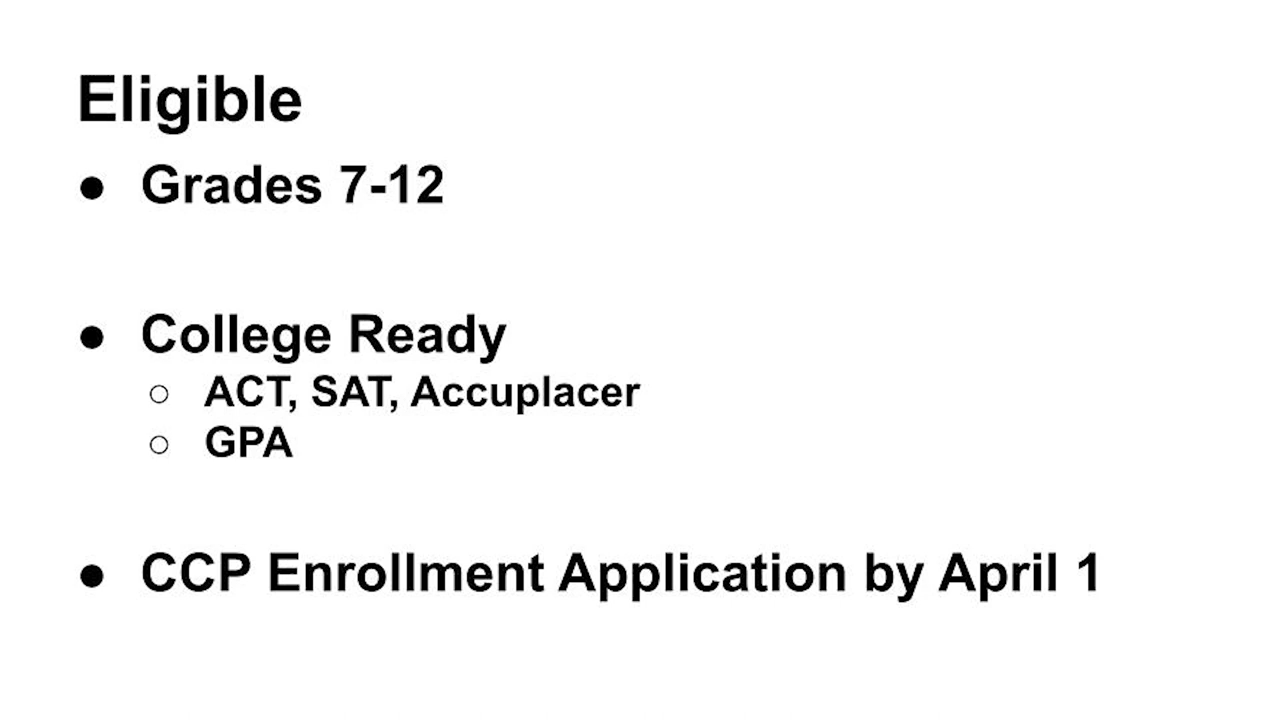 Eligible
● Grades 7-12
● College Ready
○ ACT, SAT, Accuplacer
○ GPA
● CCP Enrollment Application by April 1